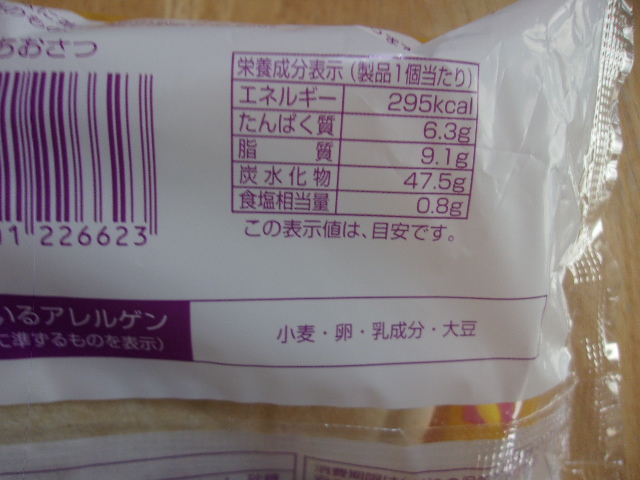 ちおさつ
栄養成分表示（製品1個当たり）
エネルギー 295kcal
たんぱく質 6.3g
脂質 9.1g
炭水化物 47.5g
食塩相当量 0.8g
この表示値は、目安です。
1226623
いるアレルゲン
に準ずるものを表示）
小麦・卵・乳成分・大豆